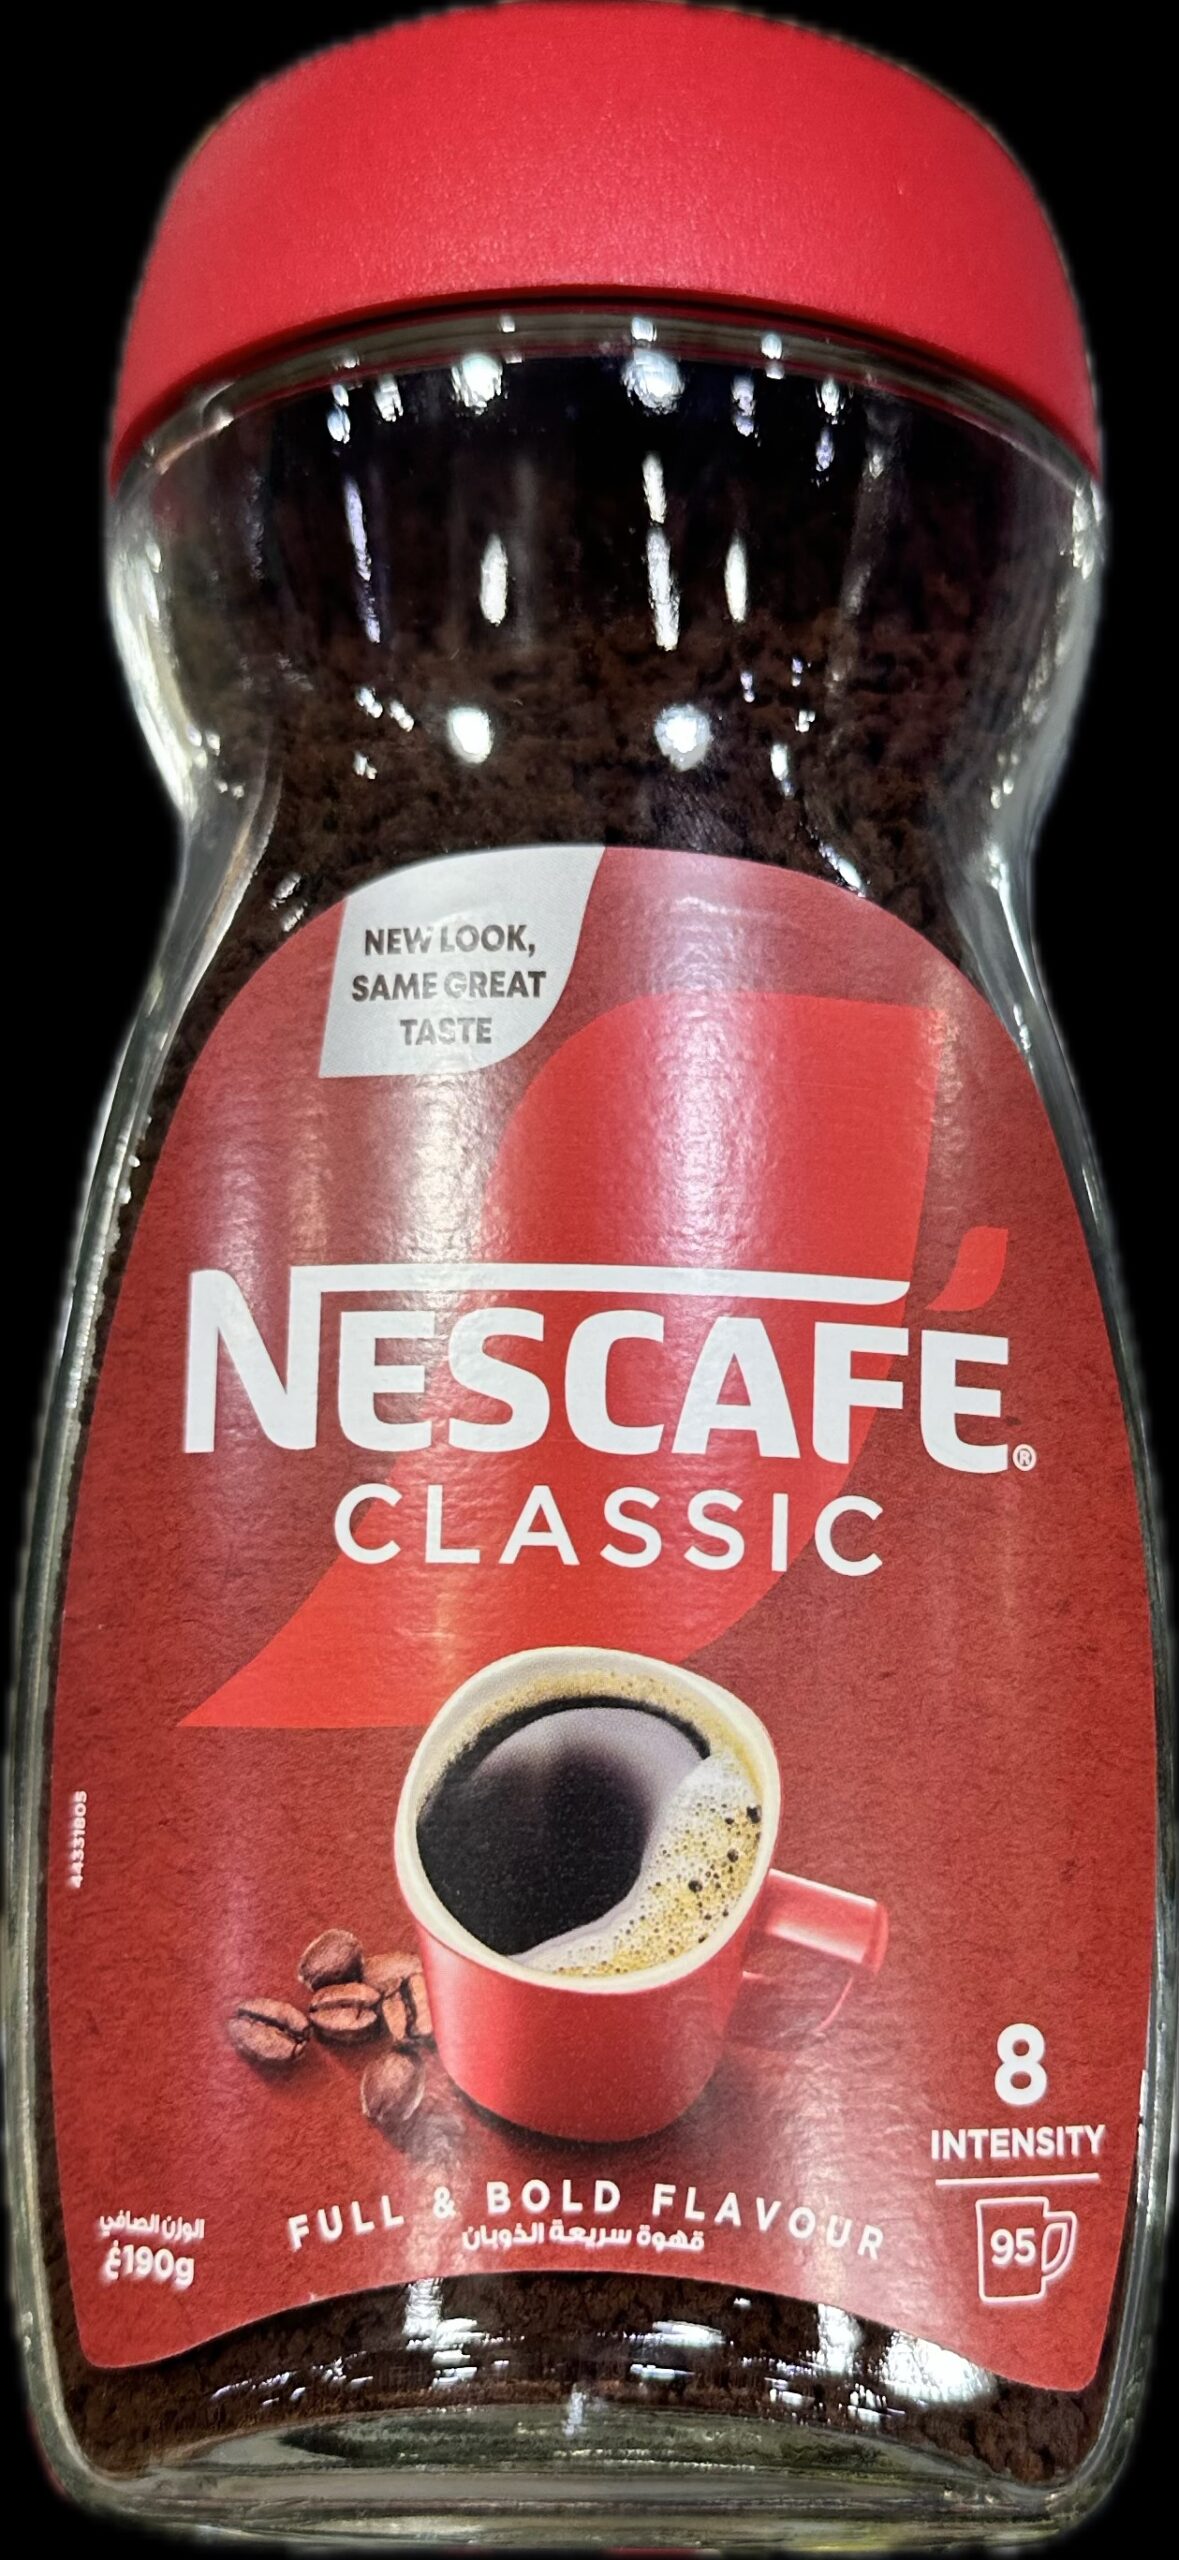 NEW LOOK,
SAME GREAT
TASTE
NESCAFÉ®
CLASSIC
44331805
8
INTENSITY
95
FULL & BOLD FLAVOUR
قهوة سريعة الذوبان
الوزن الصافي
190g غ